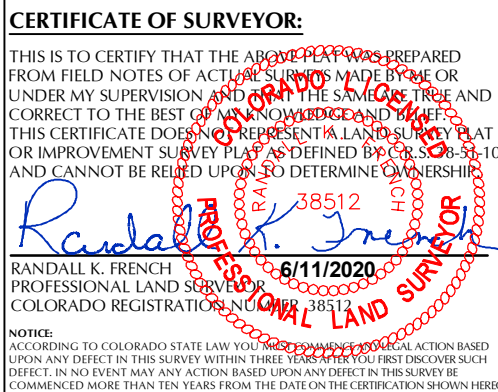 CERTIFICATE OF SURVEYOR:
THIS IS TO CERTIFY THAT THE ABOVE PLAT WAS PREPARED
FROM FIELD NOTES OF ACTUAL SURVEYS MADE BY ME OR
UNDER MY SUPERVISION AND THAT THE SAME ARE TRUE AND
CORRECT TO THE BEST OF MY KNOWLEDGE AND BELIEF.
THIS CERTIFICATE DOES NOT REPRESENT A LAND SURVEY PLAT
OR IMPROVEMENT SURVEY PLAT AS DEFINED BY C.R.S. 38-51-10
AND CANNOT BE RELIED UPON TO DETERMINE OWNERSHIP.
COLORADO LICENSED
RANDALL K. FRENCH
38512
PROFESSIONAL LAND SURVEYOR
Randall K. French
6/11/2020
RANDALL K. FRENCH
PROFESSIONAL LAND SURVEYOR
COLORADO REGISTRATION NUMBER 38512
NOTICE:
ACCORDING TO COLORADO STATE LAW YOU MUST COMMENCE ANY LEGAL ACTION BASED
UPON ANY DEFECT IN THIS SURVEY WITHIN THREE YEARS AFTER YOU FIRST DISCOVER SUCH
DEFECT. IN NO EVENT MAY ANY ACTION BASED UPON ANY DEFECT IN THIS SURVEY BE
COMMENCED MORE THAN TEN YEARS FROM THE DATE ON THE CERTIFICATION SHOWN HERE